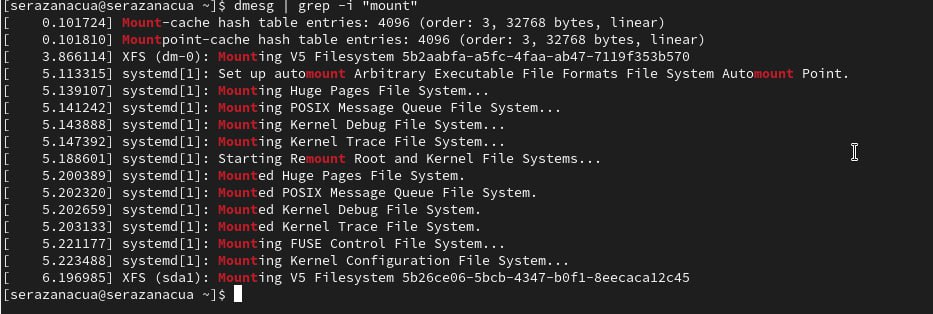 [serazanacua@serazanacua ~]$ dmesg | grep -i "mount"
[    0.101724] Mount-cache hash table entries: 4096 (order: 3, 32768 bytes, linear)
[    0.101810] Mountpoint-cache hash table entries: 4096 (order: 3, 32768 bytes, linear)
[    3.866114] XFS (dm-0): Mounting V5 Filesystem 5b2aabfa-a5fc-4faa-ab47-7119f353b570
[    5.113315] systemd[1]: Set up automount Arbitrary Executable File Formats File System Automount Point.
[    5.139107] systemd[1]: Mounting Huge Pages File System...
[    5.141242] systemd[1]: Mounting POSIX Message Queue File System...
[    5.143888] systemd[1]: Mounting Kernel Debug File System...
[    5.147392] systemd[1]: Mounting Kernel Trace File System...
[    5.188601] systemd[1]: Starting Remount Root and Kernel File Systems...
[    5.200389] systemd[1]: Mounted Huge Pages File System.
[    5.202320] systemd[1]: Mounted POSIX Message Queue File System.
[    5.202659] systemd[1]: Mounted Kernel Debug File System.
[    5.203133] systemd[1]: Mounted Kernel Trace File System.
[    5.221177] systemd[1]: Mounting FUSE Control File System...
[    5.223488] systemd[1]: Mounting Kernel Configuration File System...
[    6.196985] XFS (sda1): Mounting V5 Filesystem 5b26ce06-5bcb-4347-b0f1-8eecaca12c45
[serazanacua@serazanacua ~]$